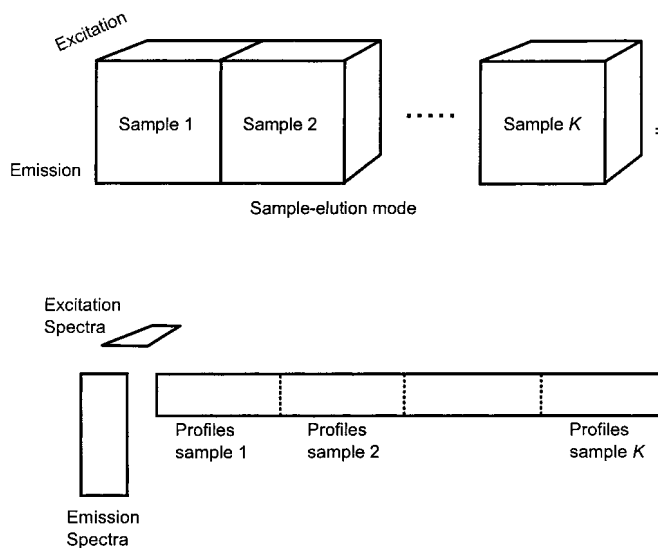 Excitation
Sample 1
Sample 2
.....
Sample K
=
Emission
Sample-elution mode
Excitation
Spectra
Profiles
sample 1
Profiles
sample 2
Profiles
sample K
Emission
Spectra